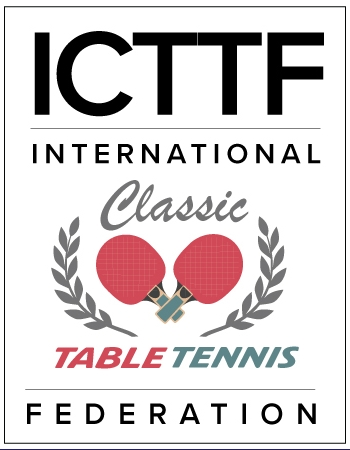 ICTTF
INTERNATIONAL
Classic
TABLE TENNIS
FEDERATION